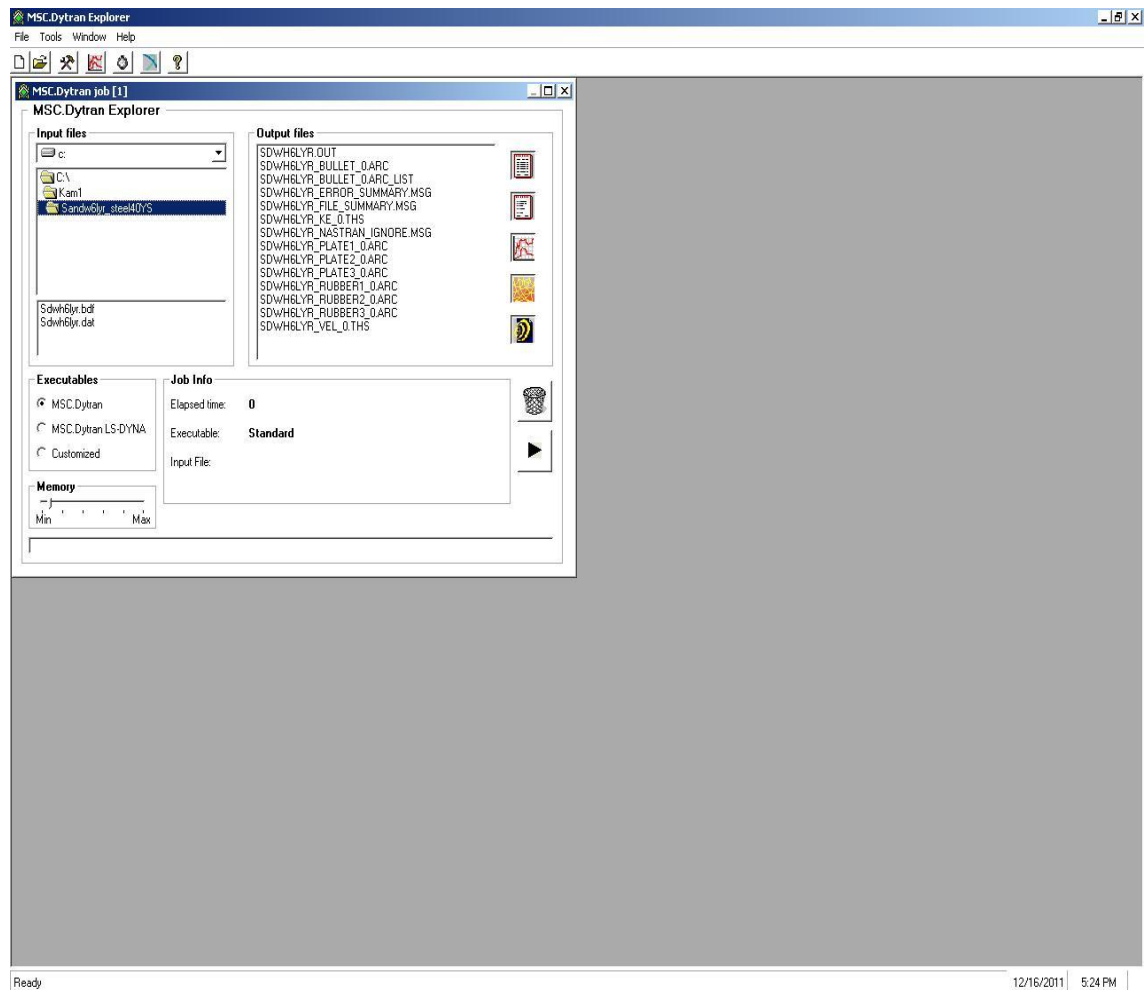 MSC.Dytran Explorer
File Tools Window Help
MSC.Dytran job [1]
MSC.Dytran Explorer
Input files
c:
C:\
Kam1
Sandw6lyr_steel40YS
Sdwh6lyr.bdf
Sdwh6lyr.dat
Output files
SDWH6LYR.OUT
SDWH6LYR_BULLET_0.ARC
SDWH6LYR_BULLET_0.ARC_LIST
SDWH6LYR_ERROR_SUMMARY.MSG
SDWH6LYR_FILE_SUMMARY.MSG
SDWH6LYR_KE_0.THS
SDWH6LYR_NASTRAN_IGNORE.MSG
SDWH6LYR_PLATE1_0.ARC
SDWH6LYR_PLATE2_0.ARC
SDWH6LYR_PLATE3_0.ARC
SDWH6LYR_RUBBER1_0.ARC
SDWH6LYR_RUBBER2_0.ARC
SDWH6LYR_RUBBER3_0.ARC
SDWH6LYR_VEL_0.THS
Executables
MSC.Dytran
MSC.Dytran LS-DYNA
Customized
Job Info
Elapsed time: 0
Executable: Standard
Input File:
Memory
Min Max
Ready 12/16/2011 5:24 PM